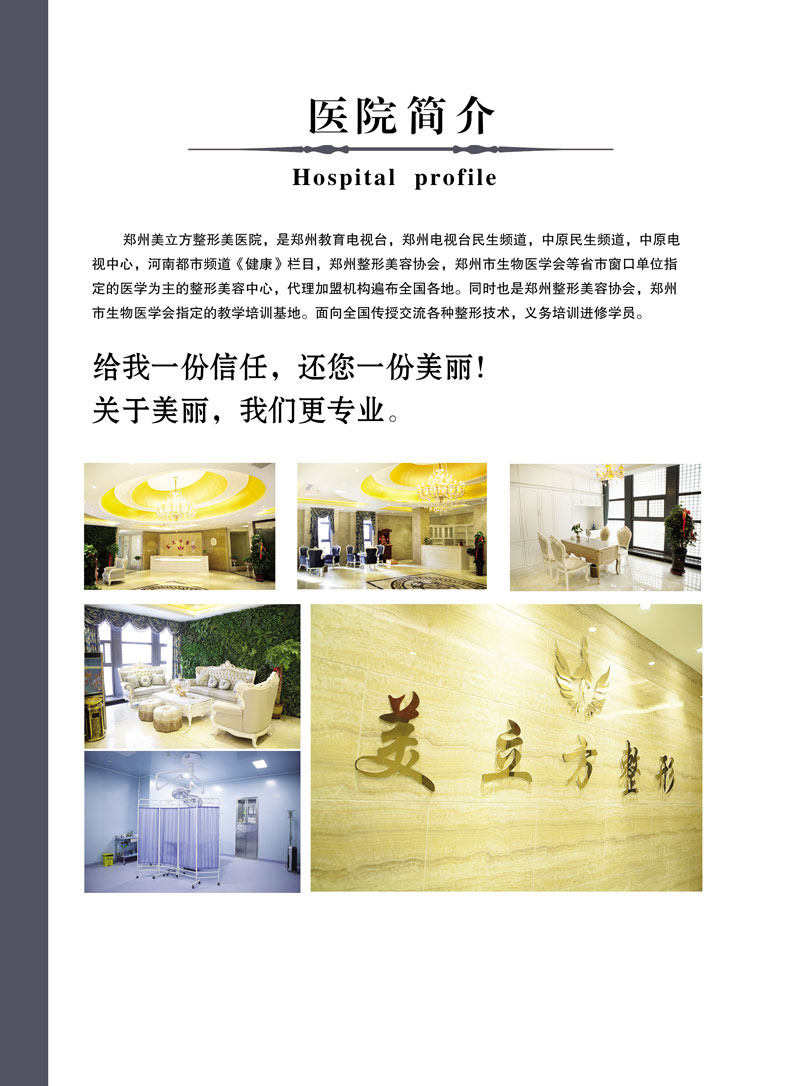 医院简介
Hospital profile
郑州美立方整形美医院，是郑州教育电视台，郑州电视台民生频道，中原民生频道，中原电
视中心，河南都市频道《健康》栏目，郑州整形美容协会，郑州市生物医学会等省市窗口单位指
定的医学为主的整形美容中心，代理加盟机构遍布全国各地。同时也是郑州整形美容协会，郑州
市生物医学会指定的教学培训基地。面向全国传授交流各种整形技术，义务培训进修学员。
给我一份信任，还您一份美丽！
关于美丽，我们更专业。
美立方整形